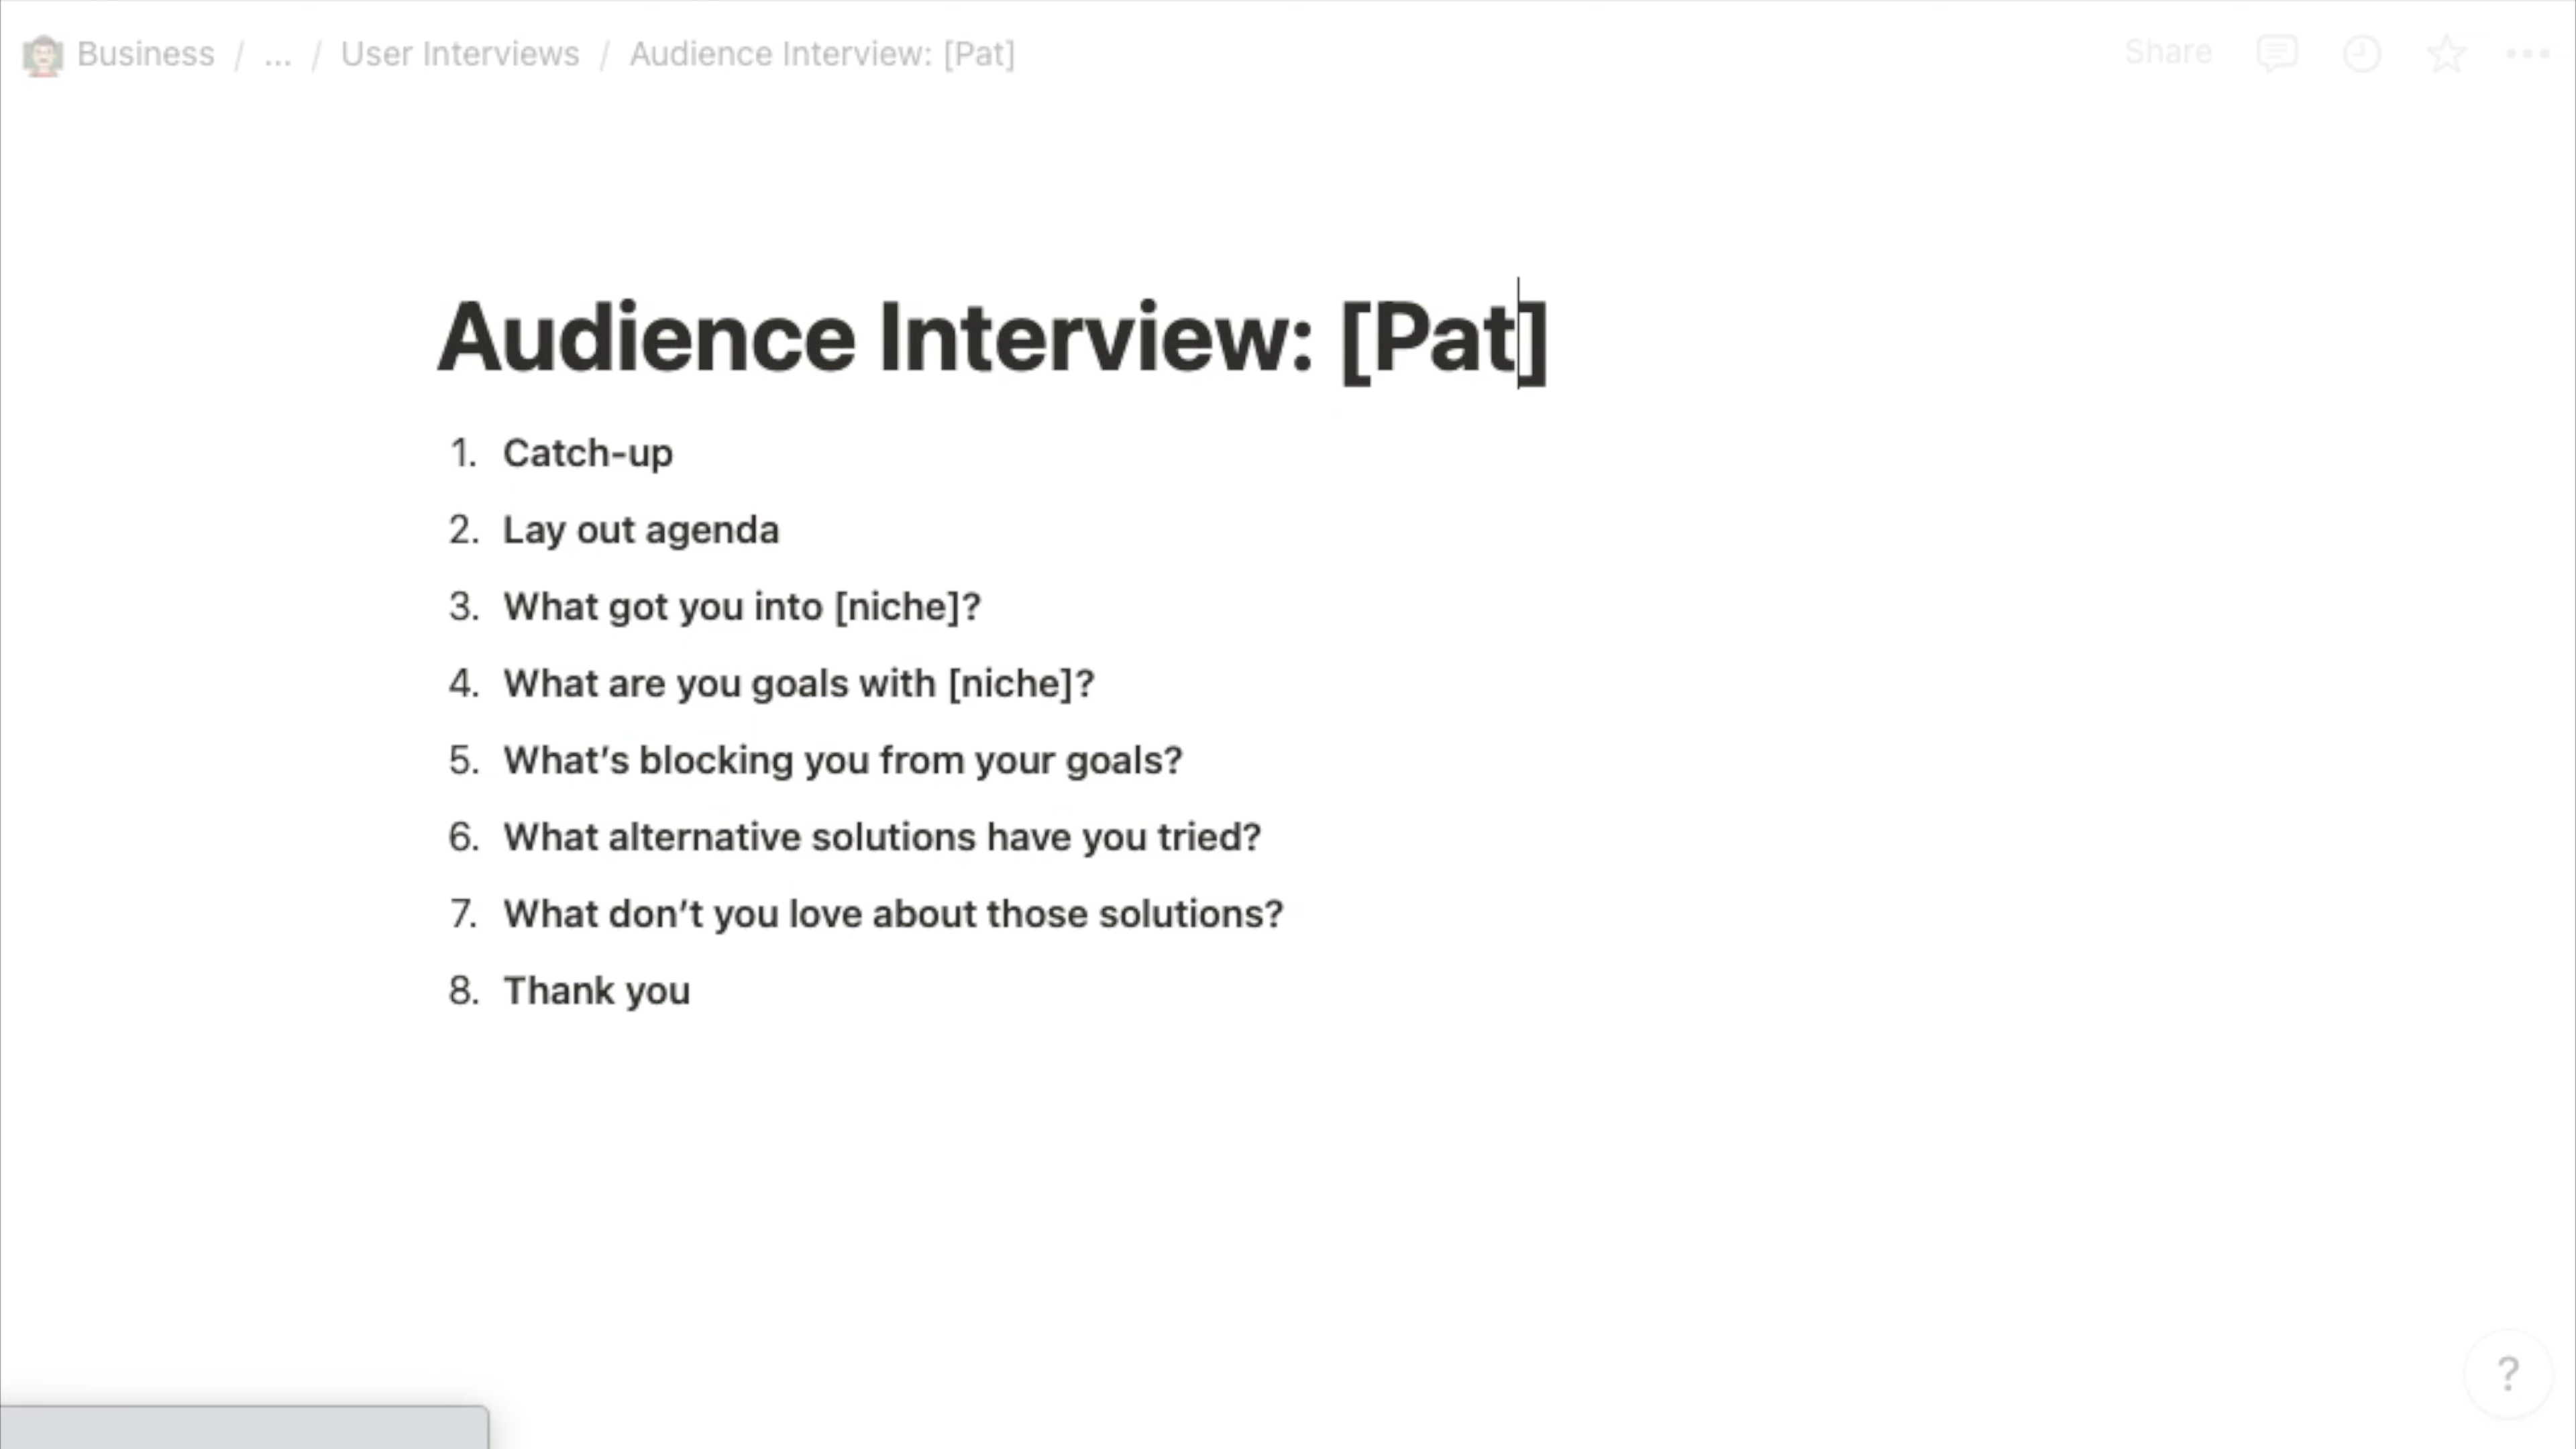 Business / ... / User Interviews / Audience Interview: [Pat]
Share
Audience Interview: [Pat]
1. Catch-up
2. Lay out agenda
3. What got you into [niche]?
4. What are you goals with [niche]?
5. What's blocking you from your goals?
6. What alternative solutions have you tried?
7. What don't you love about those solutions?
8. Thank you
?